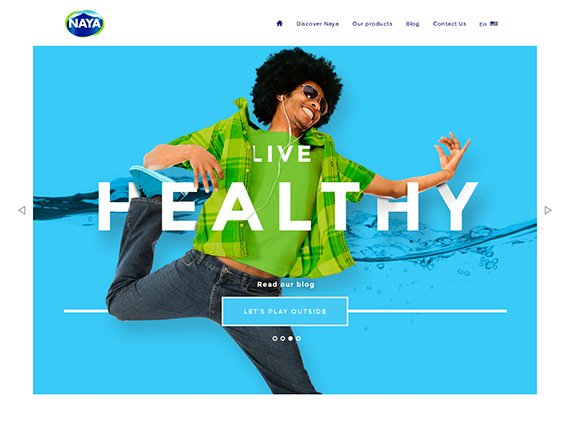 NAYA
Discover Naya Our products Blog Contact Us En
LIVE
HEALTHY
Read our blog
LET'S PLAY OUTSIDE